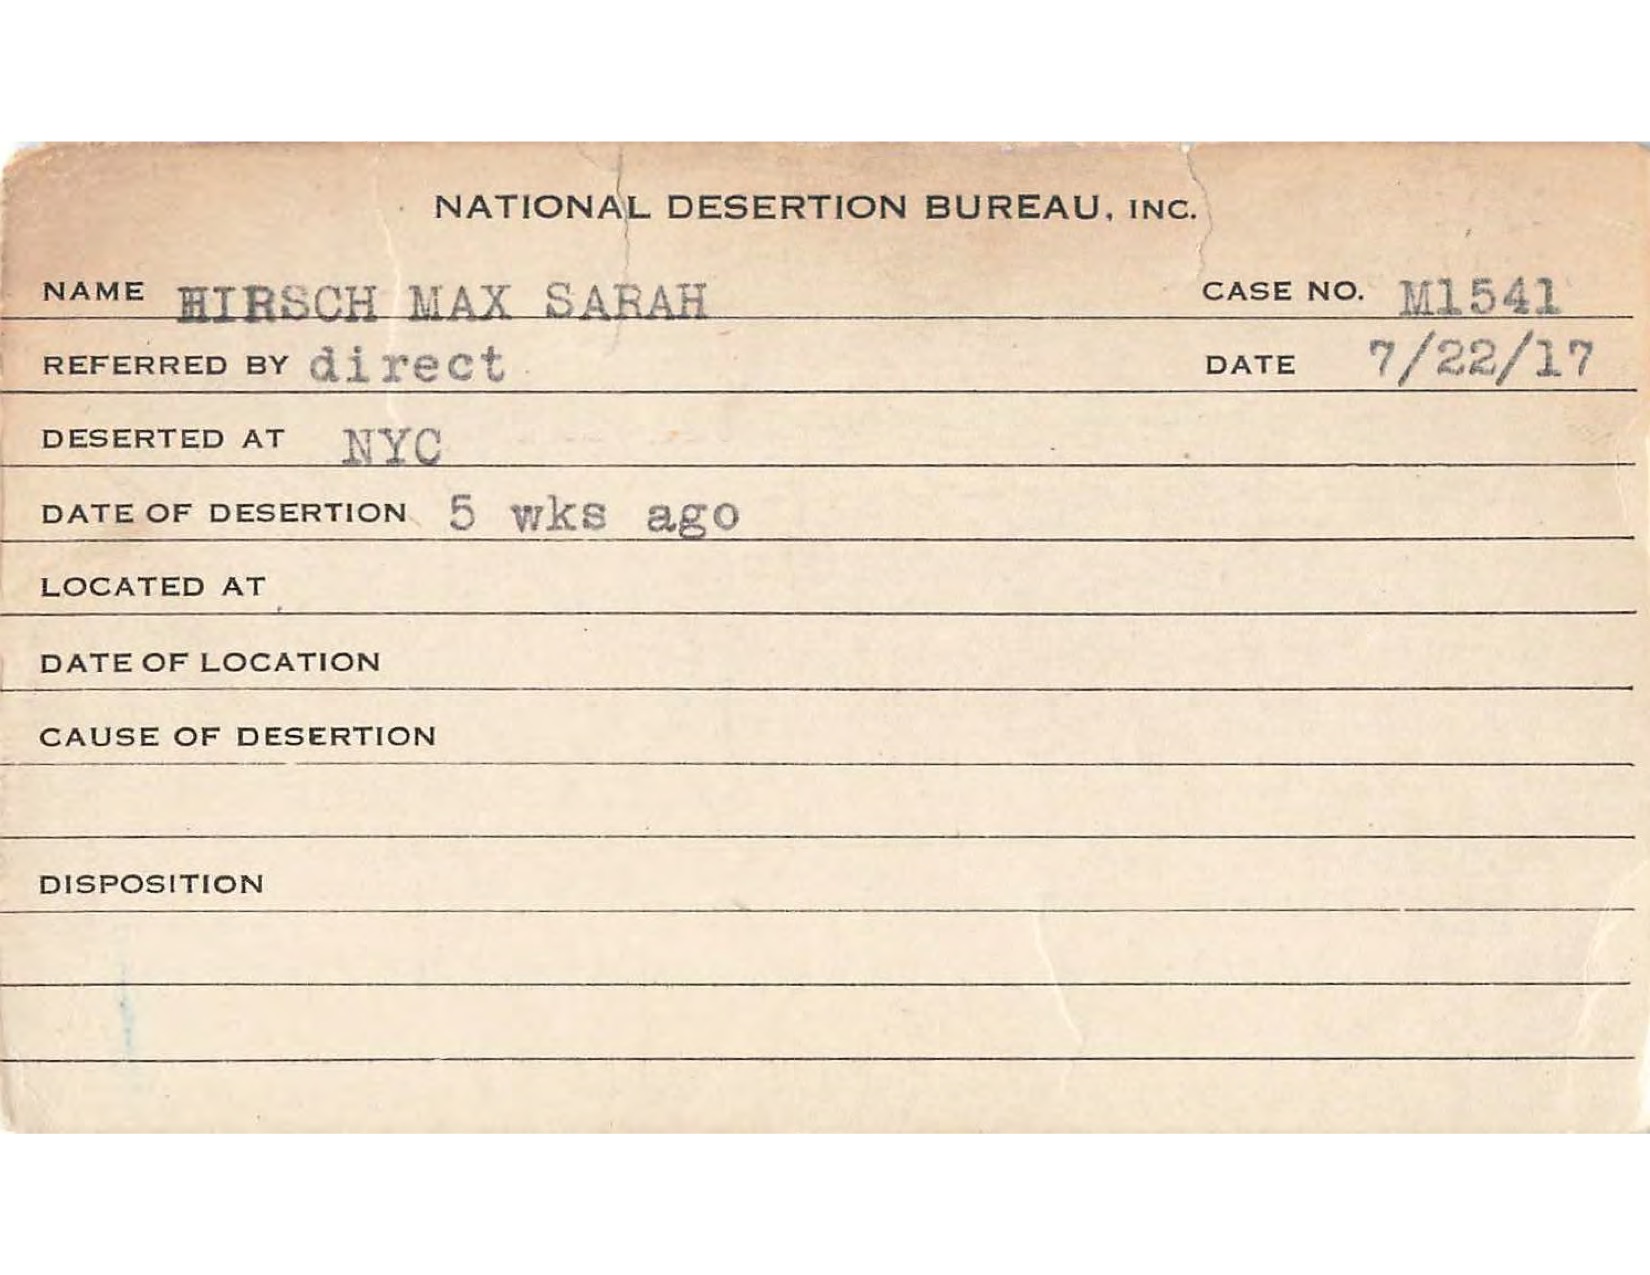 NATIONAL DESERTION BUREAU, INC.
NAME HIRSCH MAX SARAH CASE NO. M1541
REFERRED BY direct DATE 7/22/17
DESERTED AT NYC
DATE OF DESERTION 5 wks ago
LOCATED AT
DATE OF LOCATION
CAUSE OF DESERTION
DISPOSITION